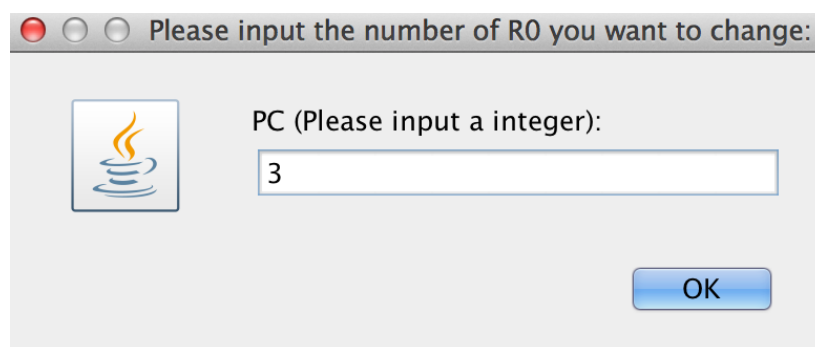 Please input the number of R0 you want to change:
PC (Please input a integer):
3
OK